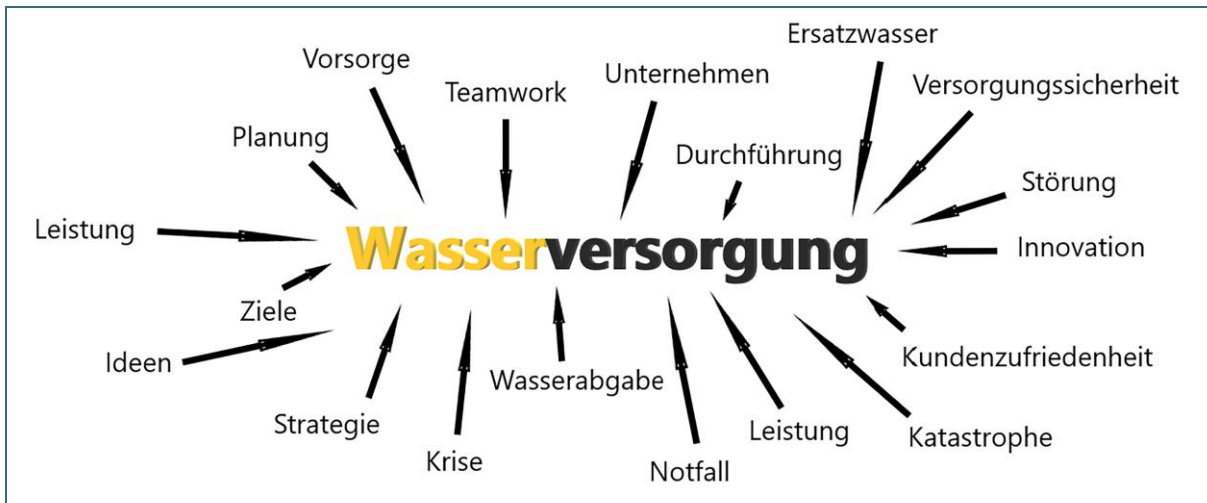 Ersatzwasser
Vorsorge
Unternehmen
Teamwork
Versorgungssicherheit
Planung
Durchführung
Störung
Leistung
Wasserversorgung
Innovation
Ziele
Ideen
Kundenzufriedenheit
Wasserabgabe
Strategie
Leistung
Katastrophe
Krise
Notfall